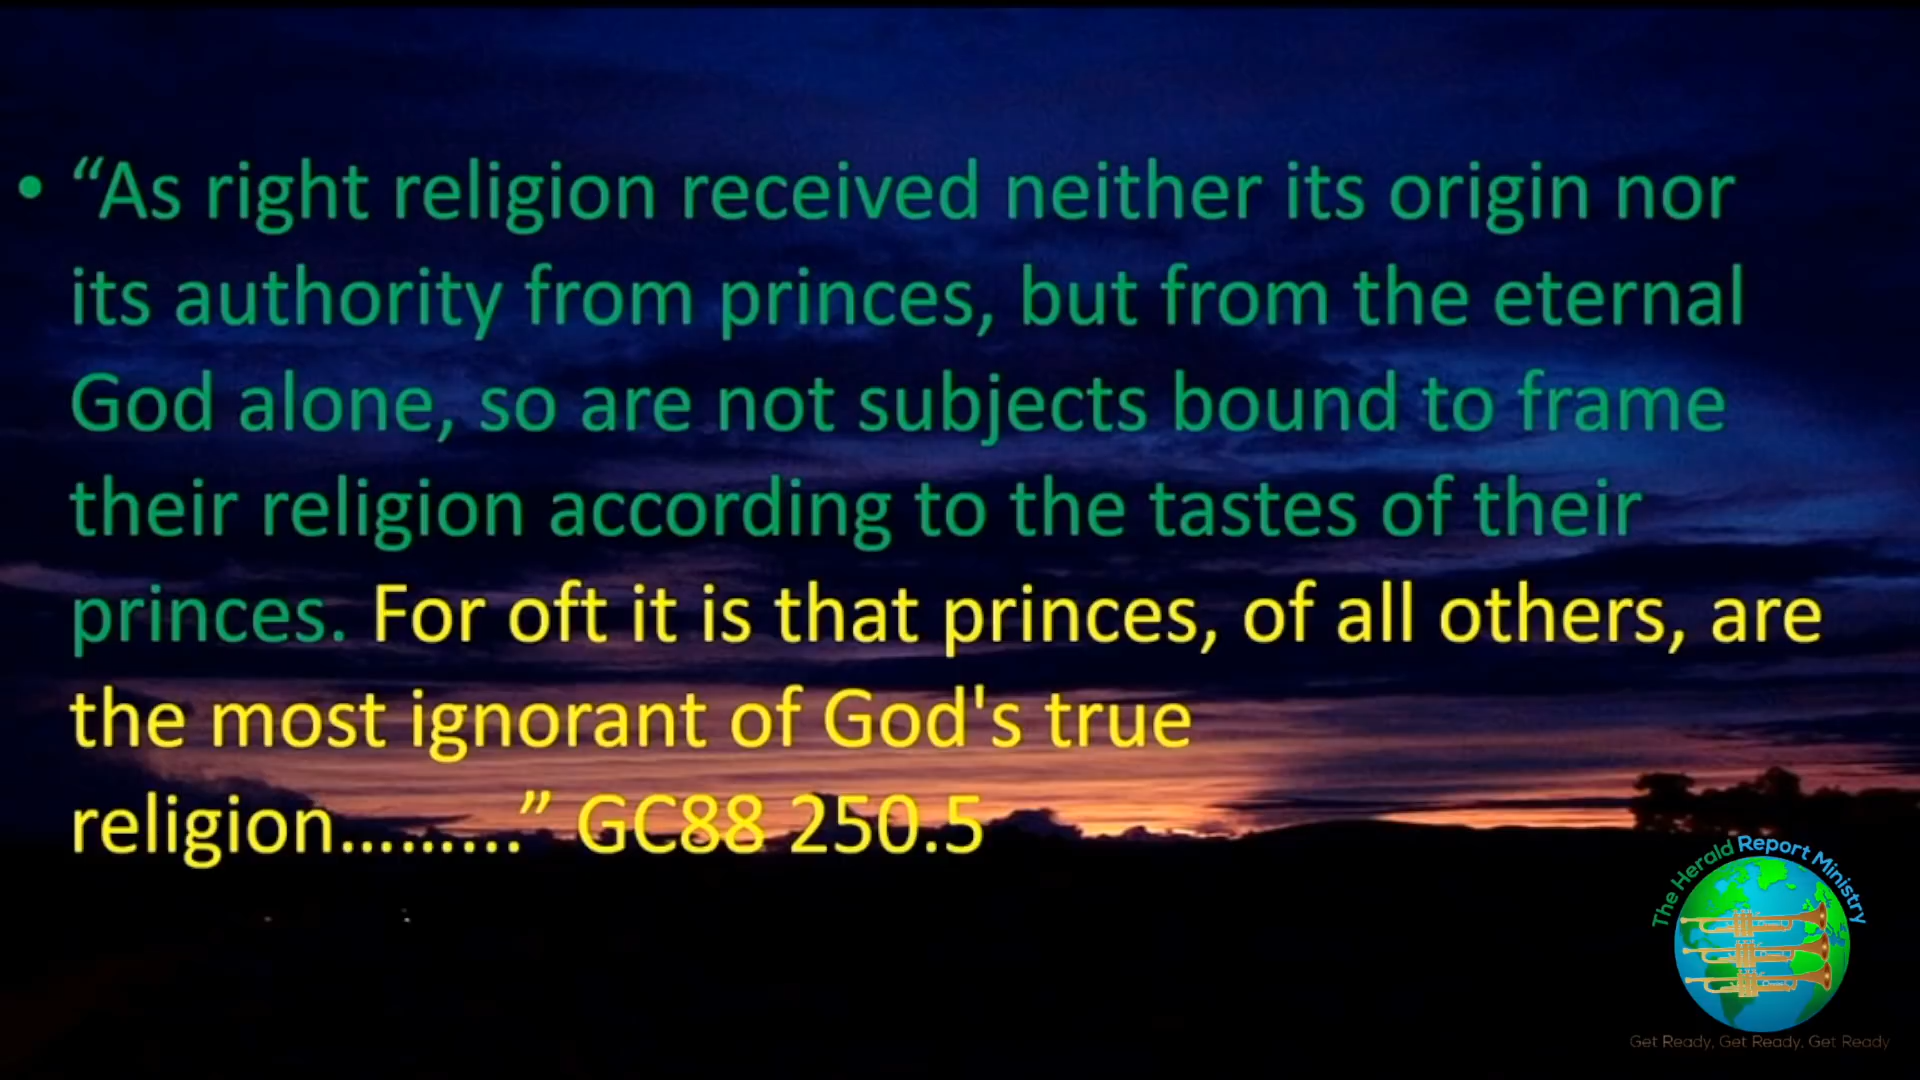 • “As right religion received neither its origin nor
its authority from princes, but from the eternal
God alone, so are not subjects bound to frame
their religion according to the tastes of their
princes. For oft it is that princes, of all others, are
the most ignorant of God's true
religion………” GC88 250.5
The Herald Report Ministry
Get Ready, Get Ready, Get Ready